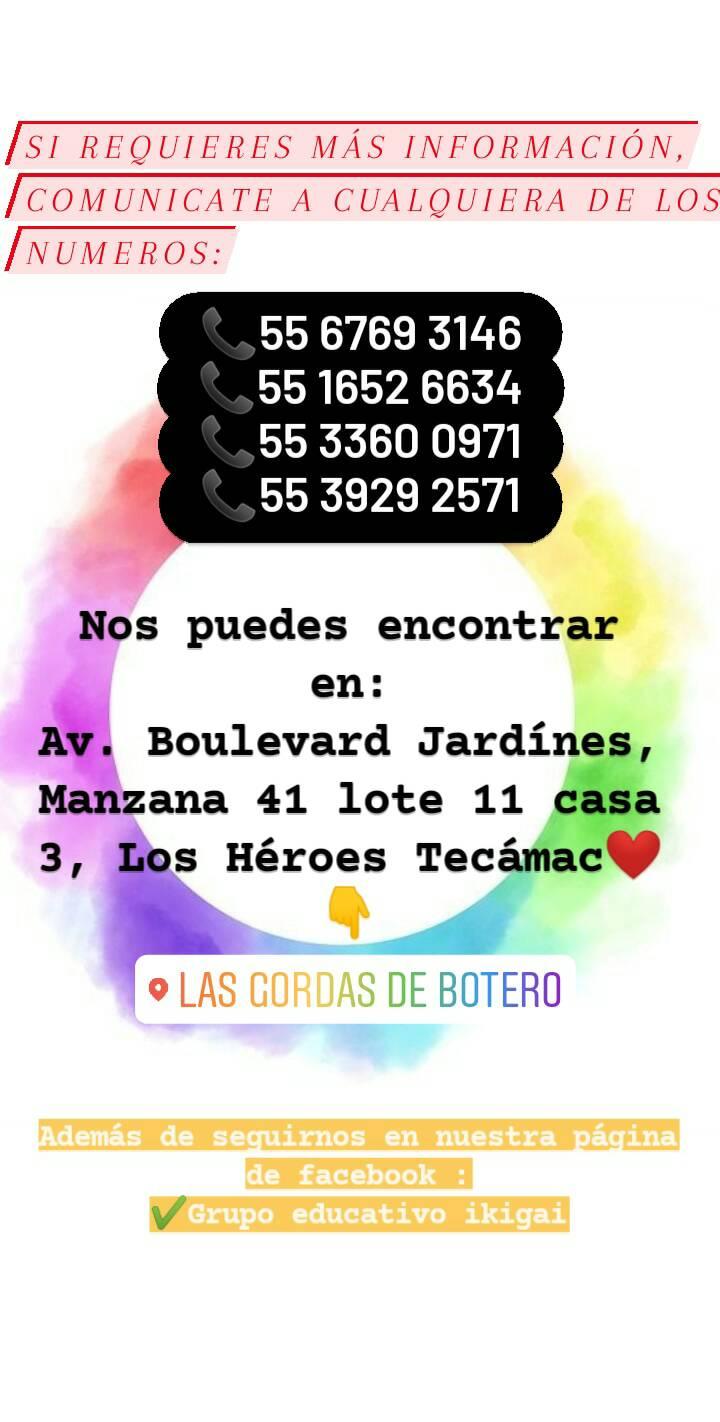 SI REQUIERES MÁS INFORMACIÓN,
COMUNICATE A CUALQUIERA DE LOS
NUMEROS:
📞55 6769 3146
📞55 1652 6634
📞55 3360 0971
📞55 3929 2571
Nos puedes encontrar
en:
Av. Boulevard Jardínes,
Manzana 41 lote 11 casa
3, Los Héroes Tecámac❤️
👇
📍LAS GORDAS DE BOTERO
Además de seguirnos en nuestra página
de facebook :
✔️Grupo educativo ikigai